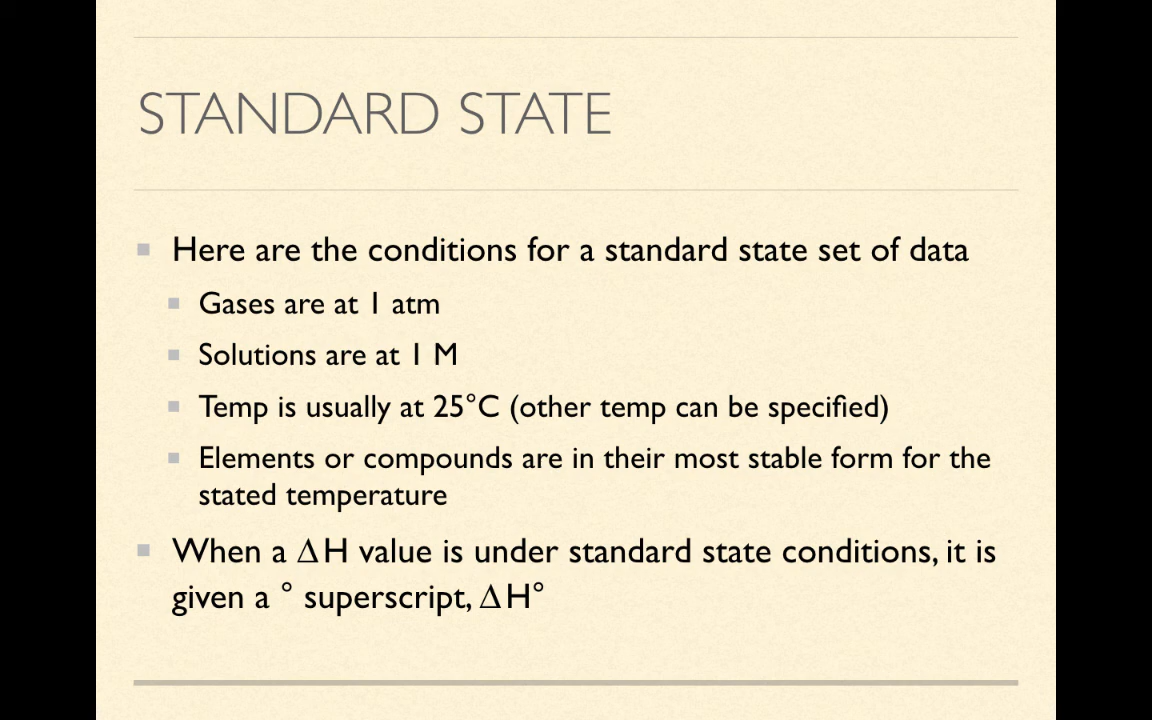 STANDARD STATE
Here are the conditions for a standard state set of data
Gases are at 1 atm
Solutions are at 1 M
Temp is usually at 25°C (other temp can be specified)
Elements or compounds are in their most stable form for the
stated temperature
When a ΔH value is under standard state conditions, it is
given a ° superscript, ΔH°